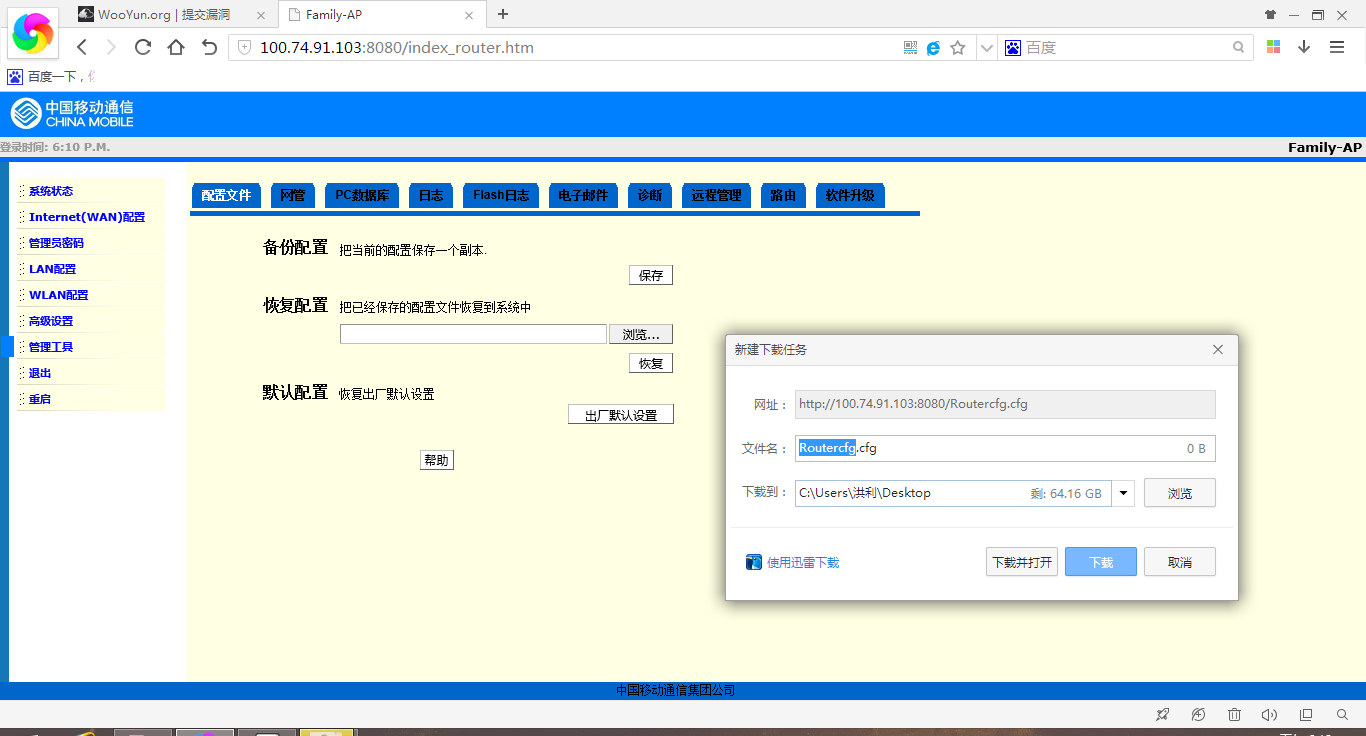 WooYun.org | 提交漏洞
Family-AP
100.74.91.103:8080/index_router.htm
百度
百度一下，
中国移动通信
CHINA MOBILE
登录时间: 6:10 P.M.
Family-AP
系统状态
Internet(WAN)配置
管理员密码
LAN配置
WLAN配置
高级设置
管理工具
退出
重启
配置文件 网管 PC数据库 日志 Flash日志 电子邮件 诊断 远程管理 路由 软件升级
备份配置 把当前的配置保存一个副本.
保存
恢复配置 把已经保存的配置文件恢复到系统中
浏览...
恢复
默认配置 恢复出厂默认设置
出厂默认设置
帮助
新建下载任务
网址： http://100.74.91.103:8080/Routercfg.cfg
文件名： Routercfg.cfg 0 B
下载到： C:\Users\洪利\Desktop 剩: 64.16 GB 浏览
使用迅雷下载 下载并打开 下载 取消
中国移动通信集团公司